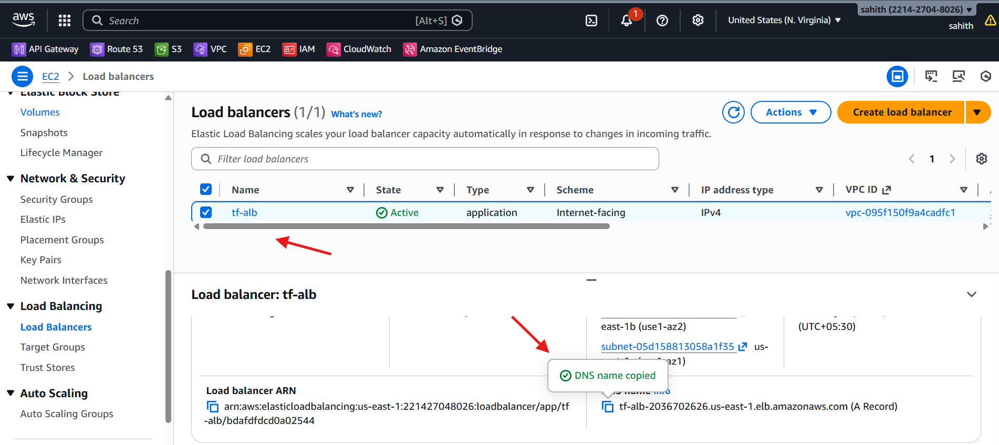 aws
Search [Alt+S]
1
United States (N. Virginia)
sahith (2214-2704-8026)
sahith
API Gateway Route 53 S3 VPC EC2 IAM CloudWatch Amazon EventBridge
EC2 Load balancers
Elastic Block Store
Volumes
Snapshots
Lifecycle Manager
Network & Security
Security Groups
Elastic IPs
Placement Groups
Key Pairs
Network Interfaces
Load Balancing
Load Balancers
Target Groups
Trust Stores
Auto Scaling
Auto Scaling Groups
Load balancers (1/1) What's new?
Actions
Create load balancer
Elastic Load Balancing scales your load balancer capacity automatically in response to changes in incoming traffic.
Filter load balancers
1
Name State Type Scheme IP address type VPC ID
tf-alb Active application Internet-facing IPv4 vpc-095f150f9a4cadfc1
Load balancer: tf-alb
east-1b (use1-az2)
(UTC+05:30)
subnet-05d158813058a1f35 us-
az1)
DNS name copied
Load balancer ARN
name Info
arn:aws:elasticloadbalancing:us-east-1:221427048026:loadbalancer/app/tf
-alb/bdafdfdcd0a02544
tf-alb-2036702626.us-east-1.elb.amazonaws.com (A Record)